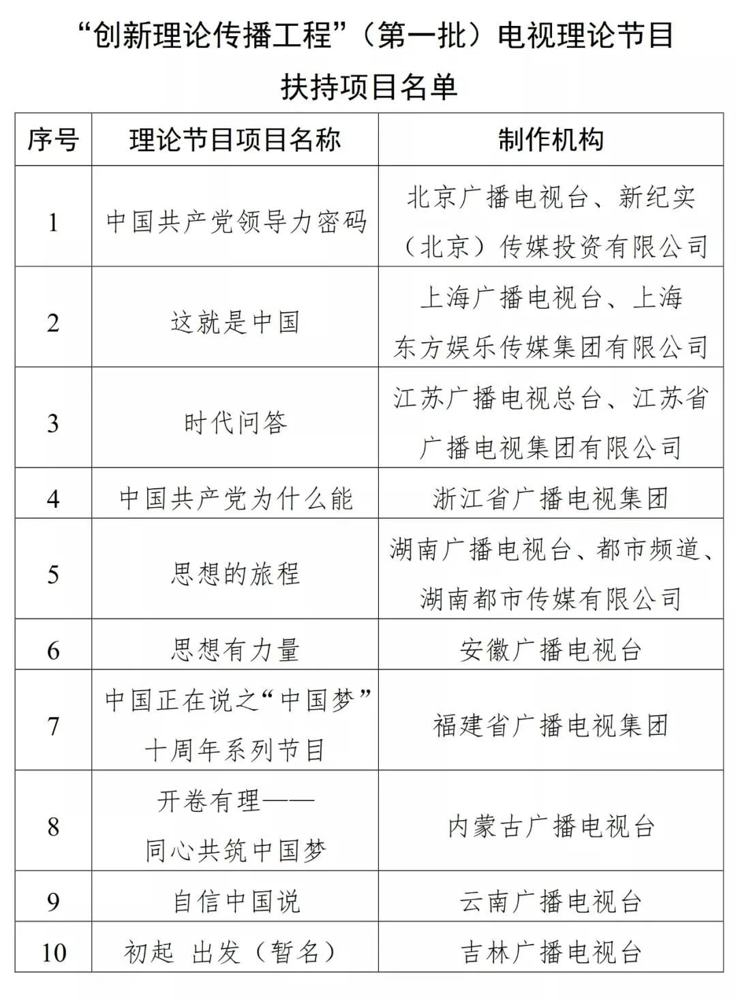 “创新理论传播工程”（第一批）电视理论节目
扶持项目名单
序号 理论节目项目名称 制作机构
1 中国共产党领导力密码 北京广播电视台、新纪实
（北京）传媒投资有限公司
2 这就是中国 上海广播电视台、上海
东方娱乐传媒集团有限公司
3 时代问答 江苏广播电视总台、江苏省
广播电视集团有限公司
4 中国共产党为什么能 浙江省广播电视集团
5 思想的旅程 湖南广播电视台、都市频道、
湖南都市传媒有限公司
6 思想有力量 安徽广播电视台
7 中国正在说之“中国梦”
十周年系列节目 福建省广播电视集团
8 开卷有理——
同心共筑中国梦 内蒙古广播电视台
9 自信中国说 云南广播电视台
10 初起 出发（暂名） 吉林广播电视台